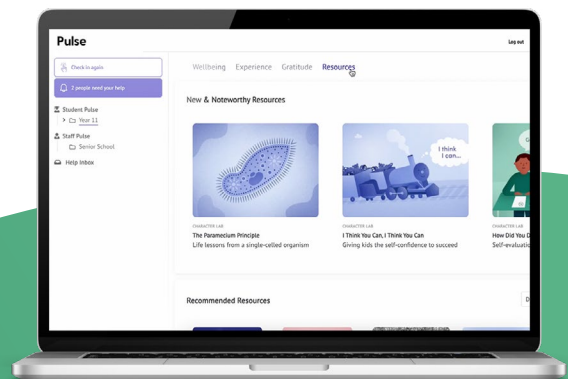 Pulse
Log out
Check in again
2 people need your help
Student Pulse
Year 11
Staff Pulse
Senior School
Help Inbox
Wellbeing Experience Gratitude Resources
New & Noteworthy Resources
I think
I can...
CHARACTER LAB
The Paramecium Principle
Life lessons from a single-celled organism
CHARACTER LAB
I Think You Can, I Think You Can
Giving kids the self-confidence to succeed
CHARACTER LAB
How Did You D
Self-evaluatio
Recommended Resources
D